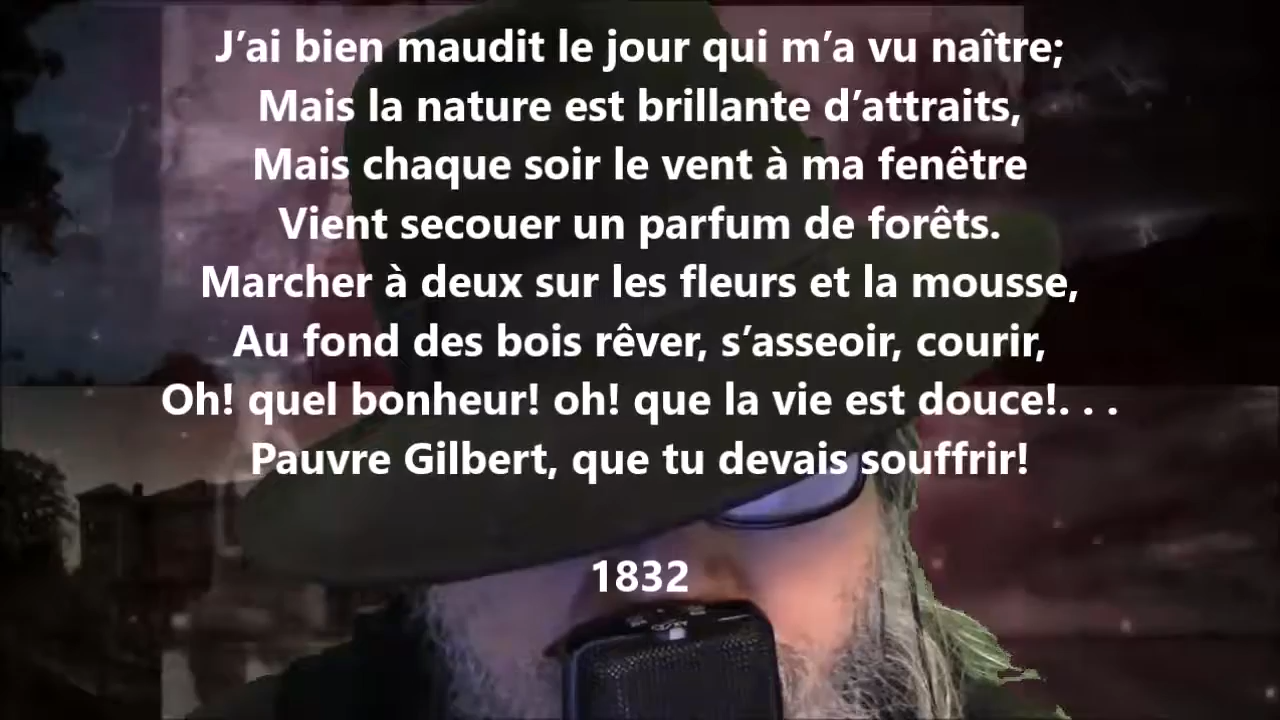 J’ai bien maudit le jour qui m’a vu naître;
Mais la nature est brillante d’attraits,
Mais chaque soir le vent à ma fenêtre
Vient secouer un parfum de forêts.
Marcher à deux sur les fleurs et la mousse,
Au fond des bois rêver, s’asseoir, courir,
Oh! quel bonheur! oh! que la vie est douce!. . .
Pauvre Gilbert, que tu devais souffrir!
1832